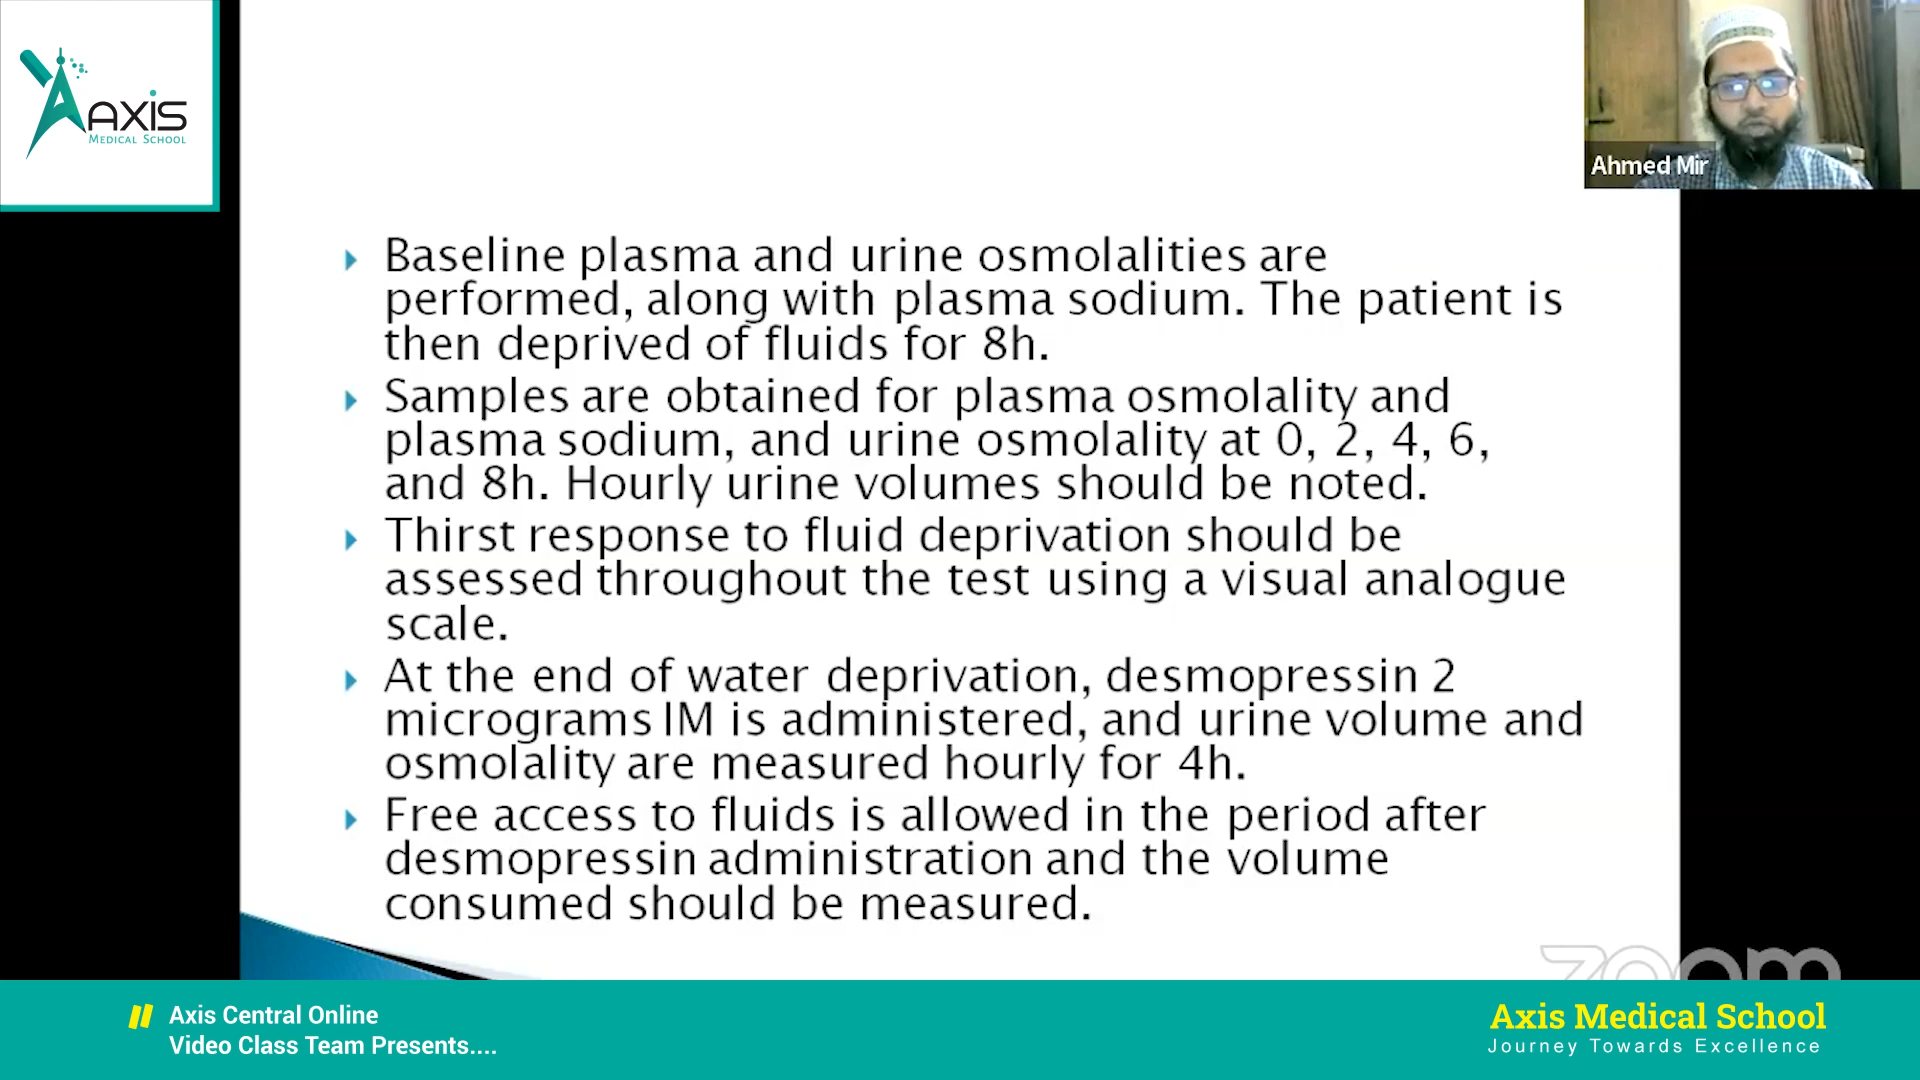 AXIS
MEDICAL SCHOOL
Ahmed Mir
Baseline plasma and urine osmolalities are
performed, along with plasma sodium. The patient is
then deprived of fluids for 8h.
Samples are obtained for plasma osmolality and
plasma sodium, and urine osmolality at 0, 2, 4, 6,
and 8h. Hourly urine volumes should be noted.
Thirst response to fluid deprivation should be
assessed throughout the test using a visual analogue
scale.
At the end of water deprivation, desmopressin 2
micrograms IM is administered, and urine volume and
osmolality are measured hourly for 4h.
Free access to fluids is allowed in the period after
desmopressin administration and the volume
consumed should be measured.
zoom
Axis Central Online
Video Class Team Presents....
Axis Medical School
Journey Towards Excellence